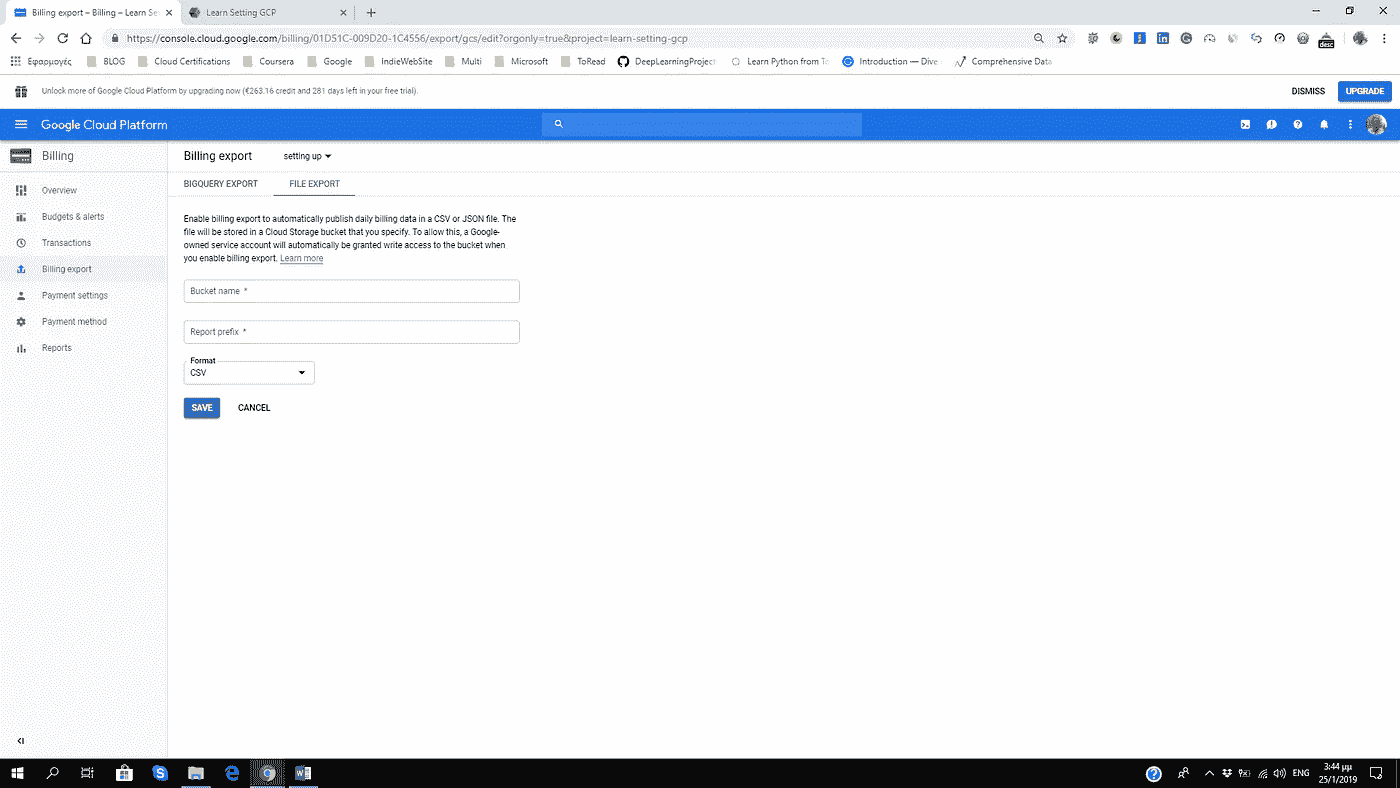 Billing export – Billing – Learn Se
Learn Setting GCP
https://console.cloud.google.com/billing/01D51C-009D20-1C4556/export/gcs/edit?orgonly=true&project=learn-setting-gcp
desc
Εφαρμογές
BLOG
Cloud Certifications
Coursera
Google
IndieWebSite
Multi
Microsoft
ToRead
DeepLearningProject
Learn Python from To
Introduction — Dive
Comprehensive Data
Unlock more of Google Cloud Platform by upgrading now (€263.16 credit and 281 days left in your free trial).
DISMISS
UPGRADE
Google Cloud Platform
Billing
Billing export
setting up
BIGQUERY EXPORT
FILE EXPORT
Overview
Budgets & alerts
Transactions
Billing export
Payment settings
Payment method
Reports
Enable billing export to automatically publish daily billing data in a CSV or JSON file. The
file will be stored in a Cloud Storage bucket that you specify. To allow this, a Google-
owned service account will automatically be granted write access to the bucket when
you enable billing export. Learn more
Bucket name *
Report prefix *
Format
CSV
SAVE
CANCEL
ENG
3:44 μμ
25/1/2019